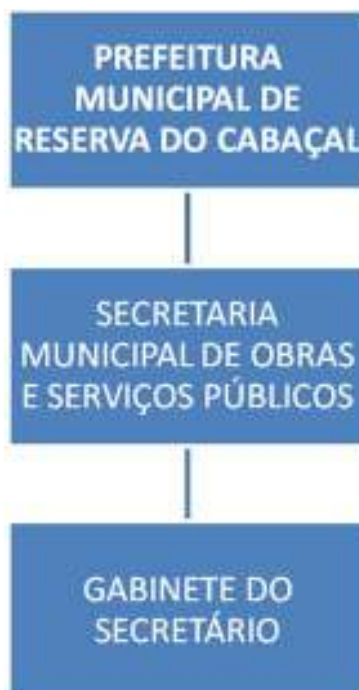 PREFEITURA
MUNICIPAL DE
RESERVA DO CABAÇAL
SECRETARIA
MUNICIPAL DE OBRAS
E SERVIÇOS PÚBLICOS
GABINETE DO
SECRETÁRIO